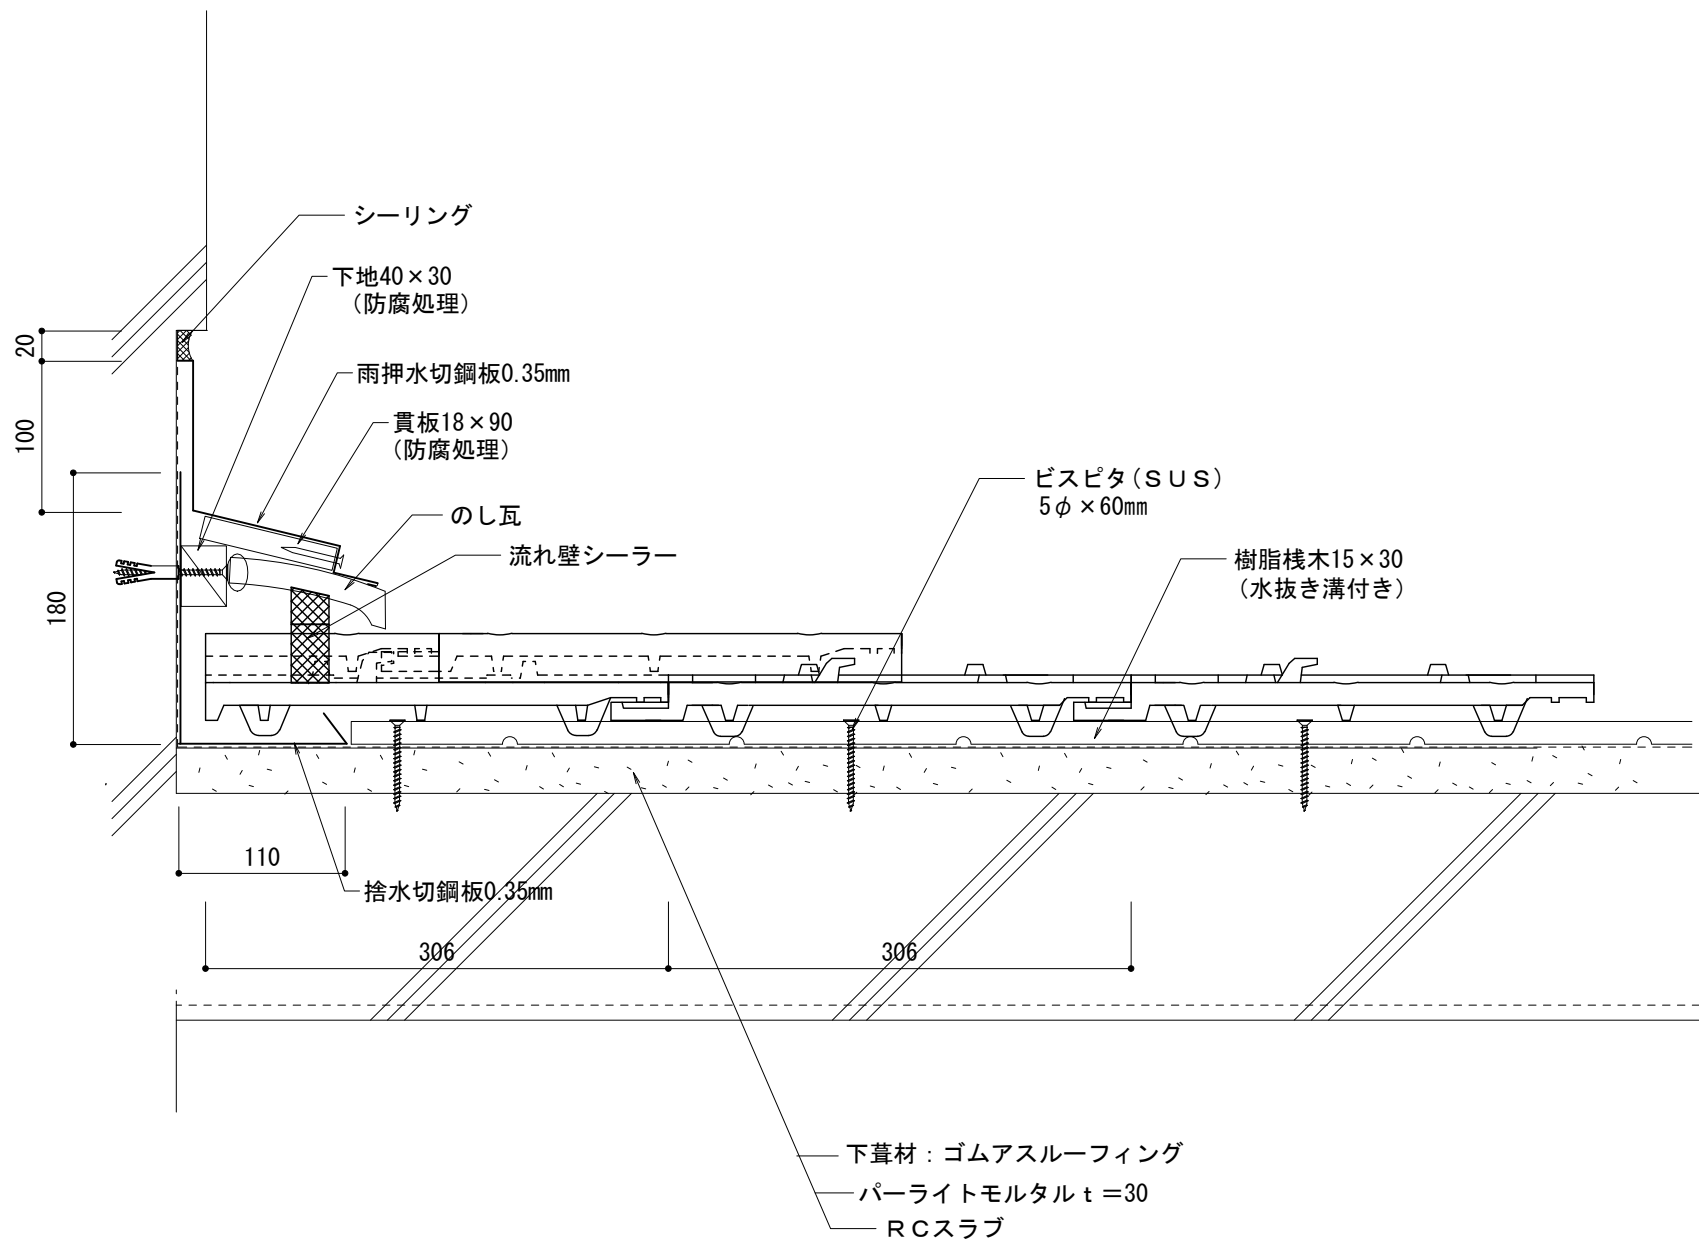 シーリング
下地40×30
（防腐処理）
20
雨押水切鋼板0.35mm
100
貫板18×90
（防腐処理）
ビスピタ（ＳＵＳ）
5φ×60mm
のし瓦
流れ壁シーラー
樹脂桟木15×30
（水抜き溝付き）
180
110
捨水切鋼板0.35mm
306
306
下葺材：ゴムアスルーフィング
パーライトモルタルｔ＝30
ＲＣスラブ